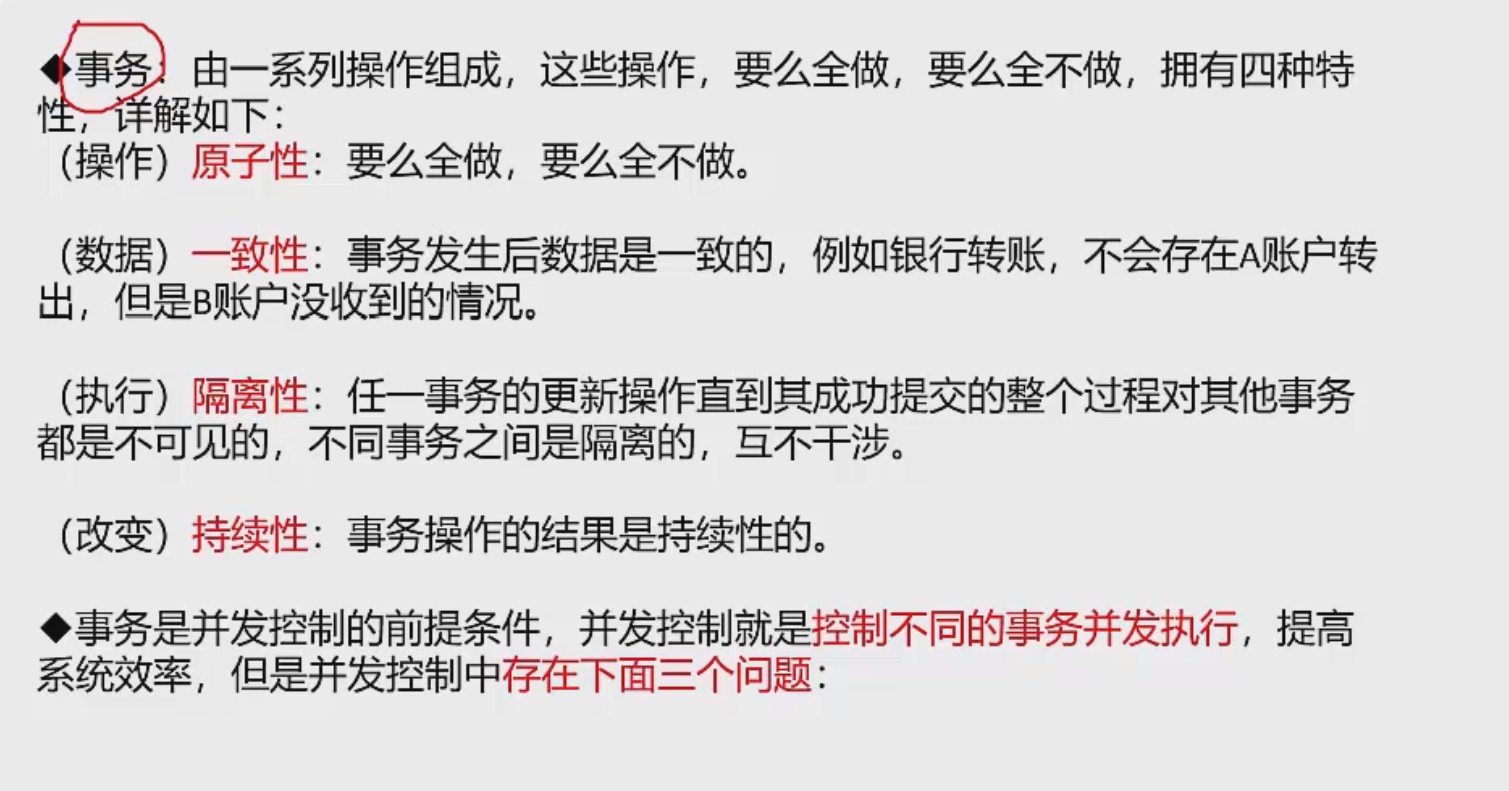 ◆事务：由一系列操作组成，这些操作，要么全做，要么全不做，拥有四种特
性，详解如下：
（操作）原子性：要么全做，要么全不做。
（数据）一致性：事务发生后数据是一致的，例如银行转账，不会存在A账户转
出，但是B账户没收到的情况。
（执行）隔离性：任一事务的更新操作直到其成功提交的整个过程对其他事务
都是不可见的，不同事务之间是隔离的，互不干涉。
（改变）持续性：事务操作的结果是持续性的。
◆事务是并发控制的前提条件，并发控制就是控制不同的事务并发执行，提高
系统效率，但是并发控制中存在下面三个问题：